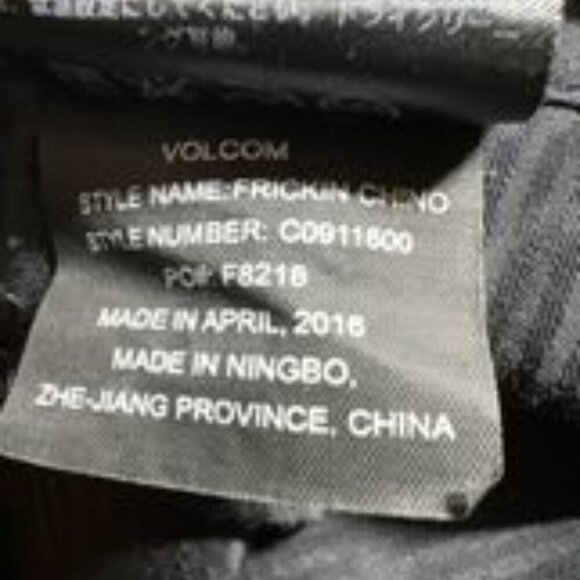 VOLCOM
STYLE NAME: FRICKIN CHINO
STYLE NUMBER: C0911600
PO#: F8216
MADE IN APRIL, 2016
MADE IN NINGBO,
ZHE-JIANG PROVINCE, CHINA